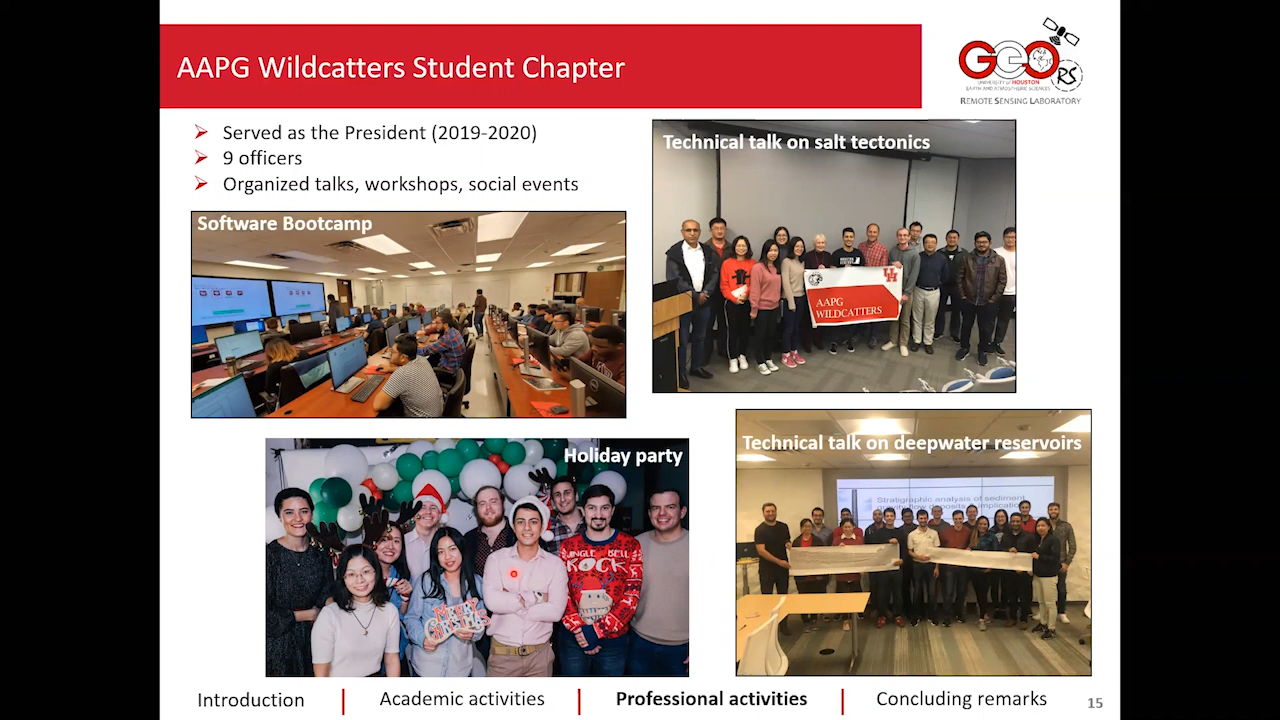 AAPG Wildcatters Student Chapter
GEO
RS
UNIVERSITY OF HOUSTON
EARTH AND ATMOSPHERIC SCIENCES
REMOTE SENSING LABORATORY
Served as the President (2019-2020)
9 officers
Organized talks, workshops, social events
Software Bootcamp
Technical talk on salt tectonics
UH
AAPG
WILDCATTERS
Holiday party
JINGLE BELL
ROCK
MERRY
CHRISTMAS
Technical talk on deepwater reservoirs
Stratigraphic analysis of sediment
Introduction
Academic activities
Professional activities
Concluding remarks
15